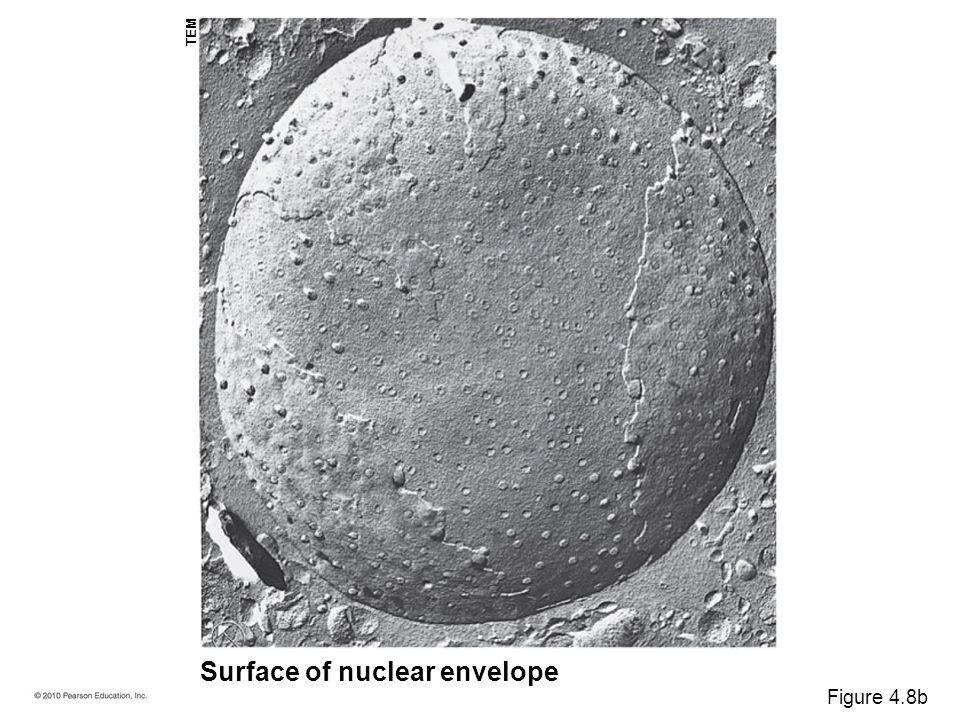 TEM
Surface of nuclear envelope
© 2010 Pearson Education, Inc.
Figure 4.8b